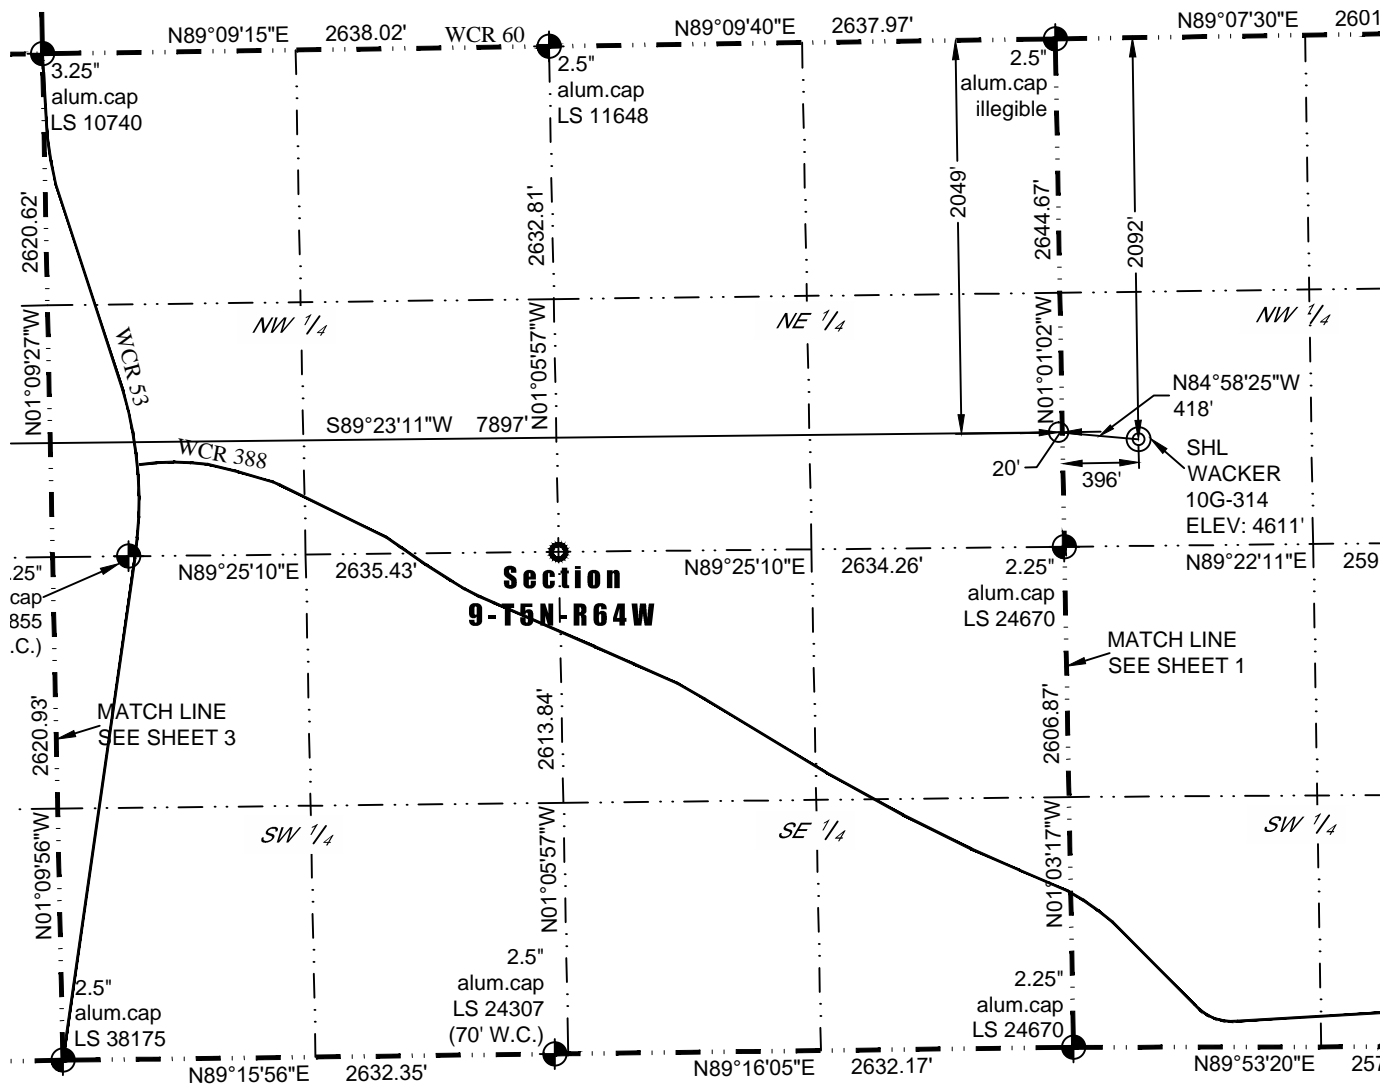 N89°09'15"E 2638.02' WCR 60 N89°09'40"E 2637.97' N89°07'30"E 2601
3.25"
alum.cap
LS 10740
2.5"
alum.cap
LS 11648
2.5"
alum.cap
illegible
2620.62'
2632.81'
2049'
2644.67'
2092'
NW 1/4
NE 1/4
NW 1/4
N01°09'27"W
WCR 53
N01°05'57"W
N01°01'02"W
N84°58'25"W
418'
S89°23'11"W 7897'
WCR 388
20'
396'
SHL
WACKER
10G-314
ELEV: 4611'
N89°25'10"E 2635.43'
N89°25'10"E 2634.26'
N89°22'11"E 259
.25"
cap
855
.C.)
Section
9-T5N-R64W
2.25"
alum.cap
LS 24670
MATCH LINE
SEE SHEET 1
MATCH LINE
SEE SHEET 3
2620.93'
2613.84'
2606.87'
SW 1/4
SE 1/4
SW 1/4
N01°09'56"W
N01°05'57"W
N01°03'17"W
2.5"
alum.cap
LS 38175
2.5"
alum.cap
LS 24307
(70' W.C.)
2.25"
alum.cap
LS 24670
N89°15'56"E 2632.35'
N89°16'05"E 2632.17'
N89°53'20"E 257